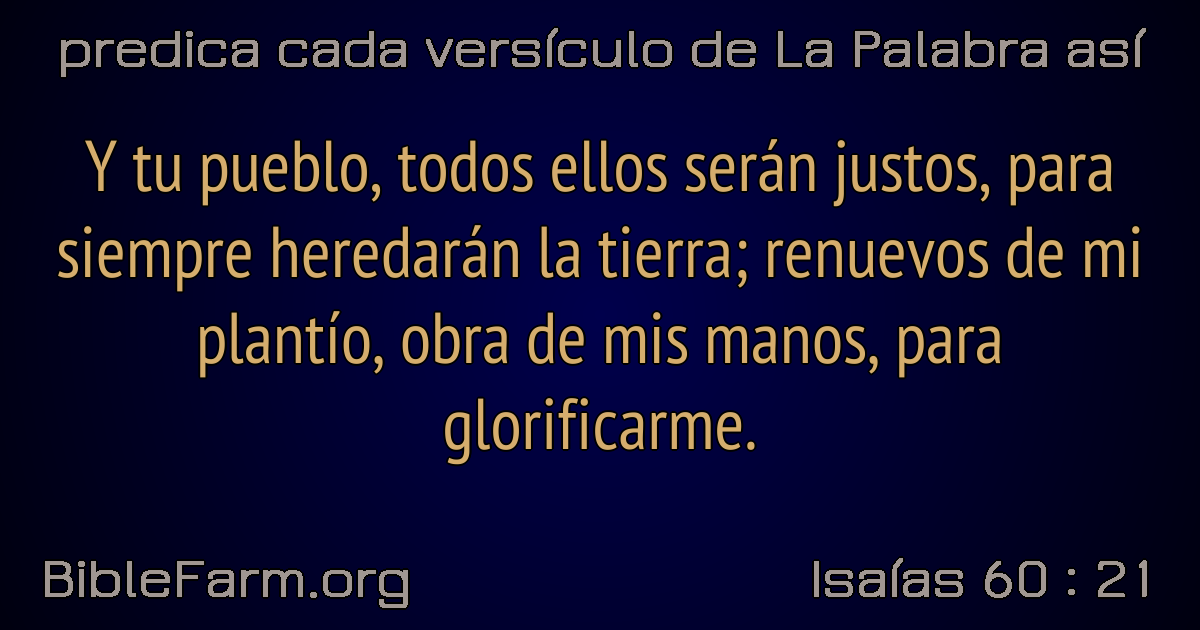 predica cada versículo de La Palabra así
Y tu pueblo, todos ellos serán justos, para
siempre heredarán la tierra; renuevos de mi
plantío, obra de mis manos, para
glorificarme.
BibleFarm.org
Isaías 60 : 21